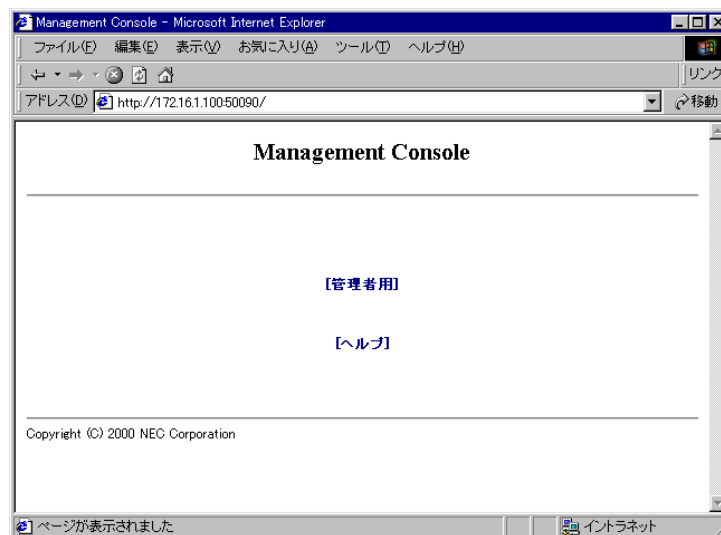 Management Console - Microsoft Internet Explorer
ファイル(F) 編集(E) 表示(V) お気に入り(A) ツール(T) ヘルプ(H)
リンク
アドレス(D) http://172.16.1.100:50090/ 移動
Management Console
[管理者用]
[ヘルプ]
Copyright (C) 2000 NEC Corporation
ページが表示されました イントラネット